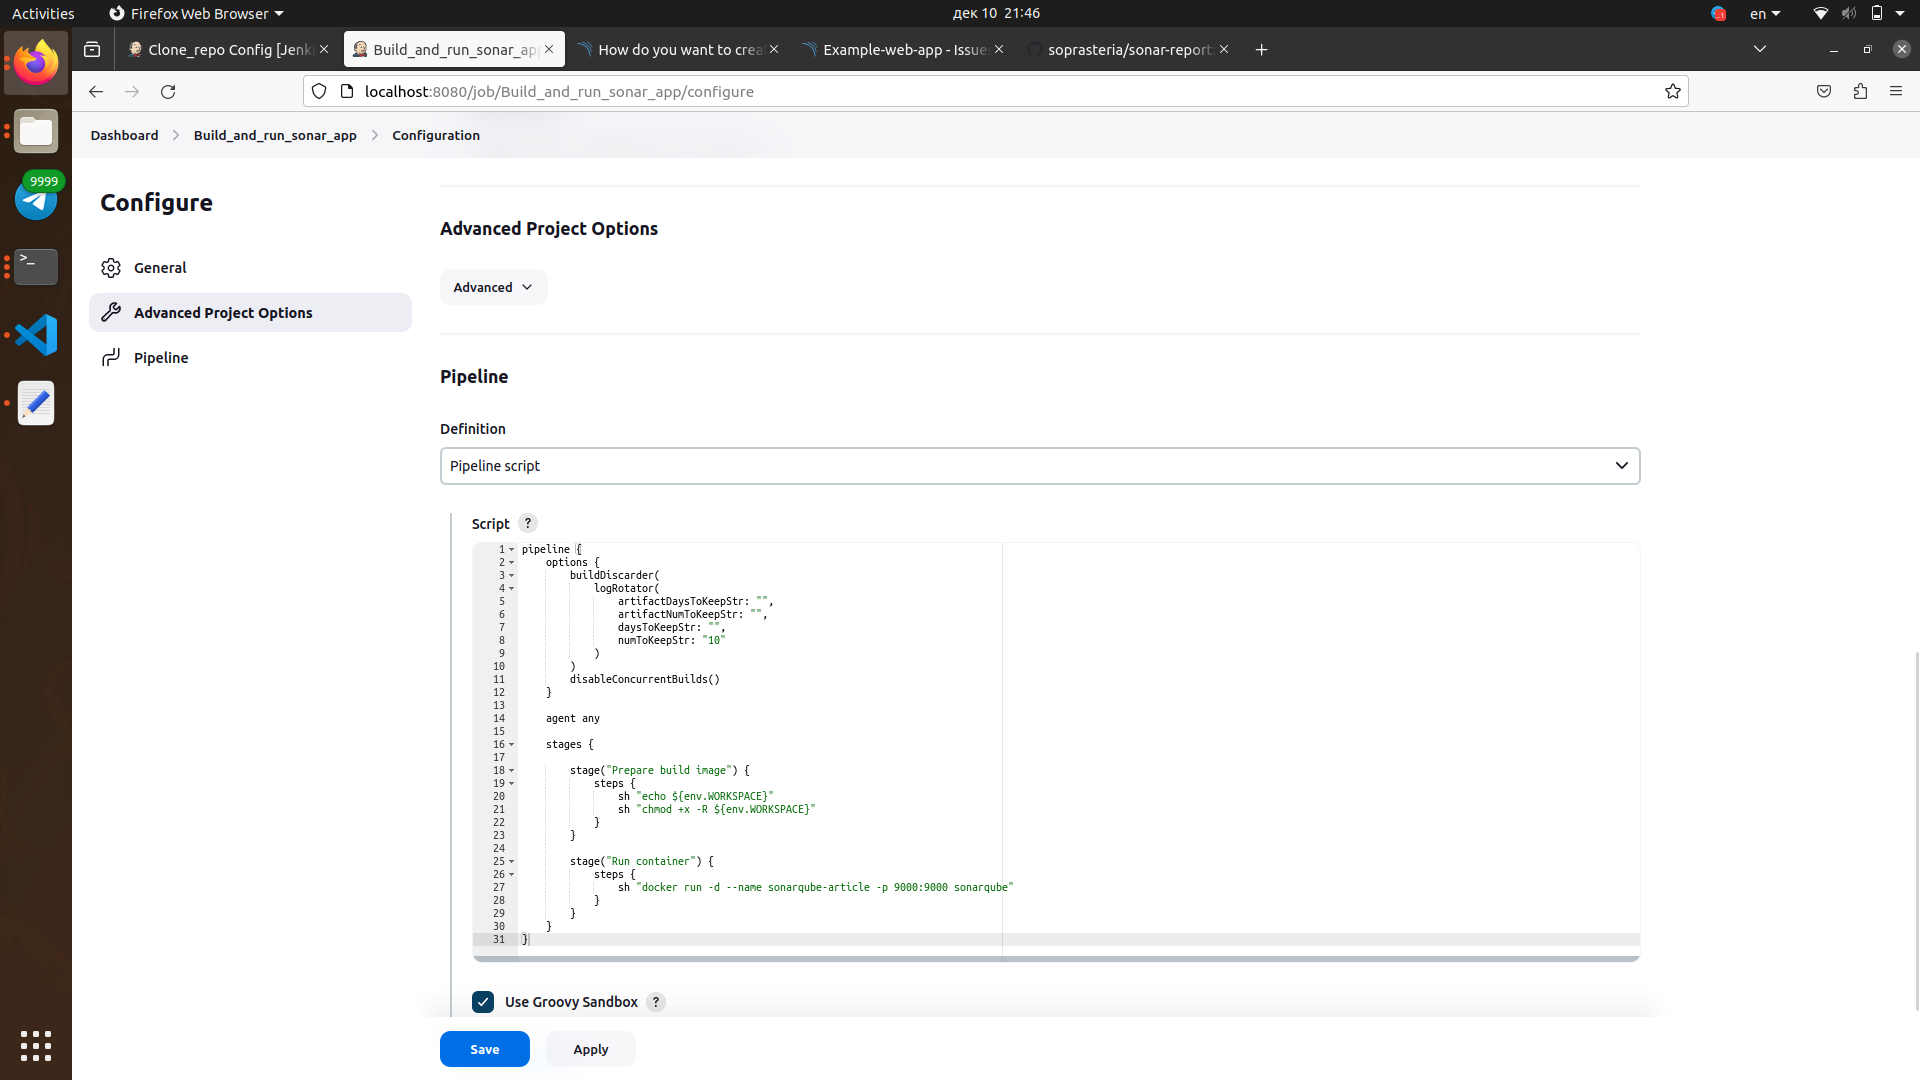 Activities
Firefox Web Browser
дек 10 21:46
en
Clone_repo Config [Jenki
Build_and_run_sonar_app
How do you want to crea
Example-web-app - Issues
soprasteria/sonar-report:
localhost:8080/job/Build_and_run_sonar_app/configure
9999
Dashboard
Build_and_run_sonar_app
Configuration
Configure
General
Advanced Project Options
Pipeline
Advanced Project Options
Advanced
Pipeline
Definition
Pipeline script
Script ?
1 pipeline {
2 options {
3 buildDiscarder(
4 logRotator(
5 artifactDaysToKeepStr: "",
6 artifactNumToKeepStr: "",
7 daysToKeepStr: "",
8 numToKeepStr: "10"
9 )
10 )
11 disableConcurrentBuilds()
12 }
13
14 agent any
15
16 stages {
17
18 stage("Prepare build image") {
19 steps {
20 sh "echo ${env.WORKSPACE}"
21 sh "chmod +x -R ${env.WORKSPACE}"
22 }
23 }
24
25 stage("Run container") {
26 steps {
27 sh "docker run -d --name sonarqube-article -p 9000:9000 sonarqube"
28 }
29 }
30 }
31 }
Use Groovy Sandbox ?
Save
Apply